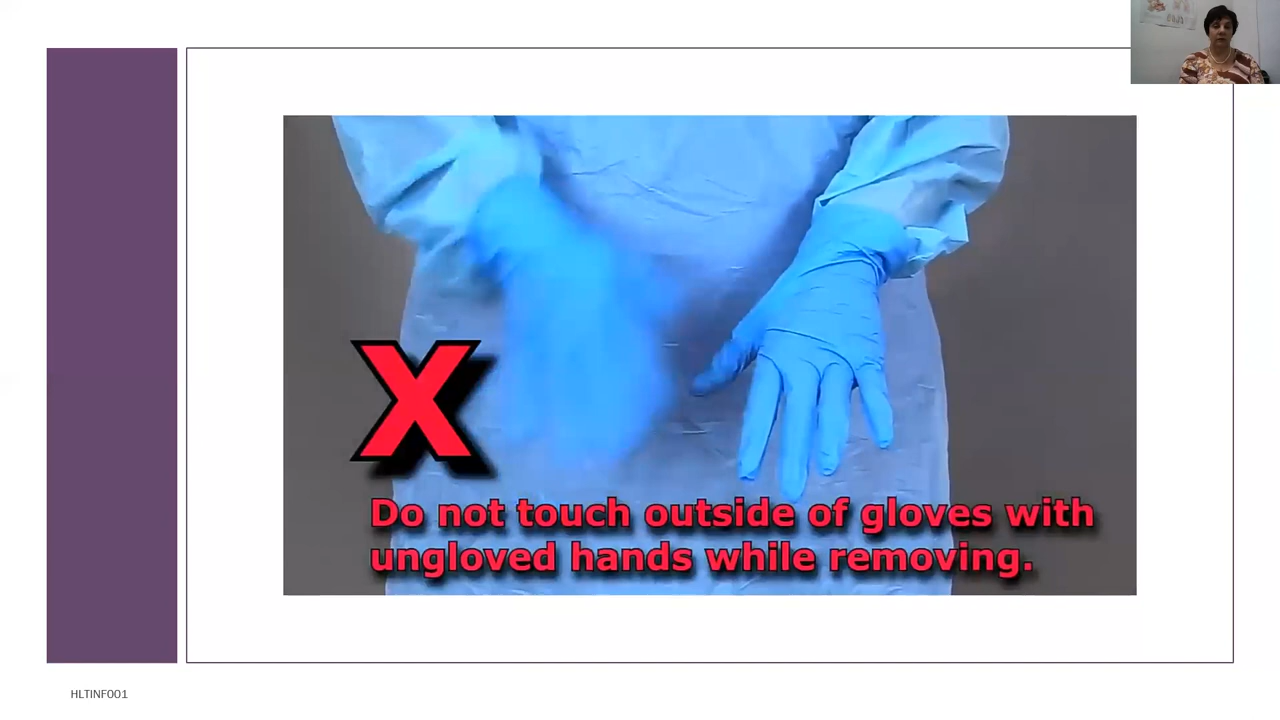 X
Do not touch outside of gloves with
ungloved hands while removing.
HLTINF001